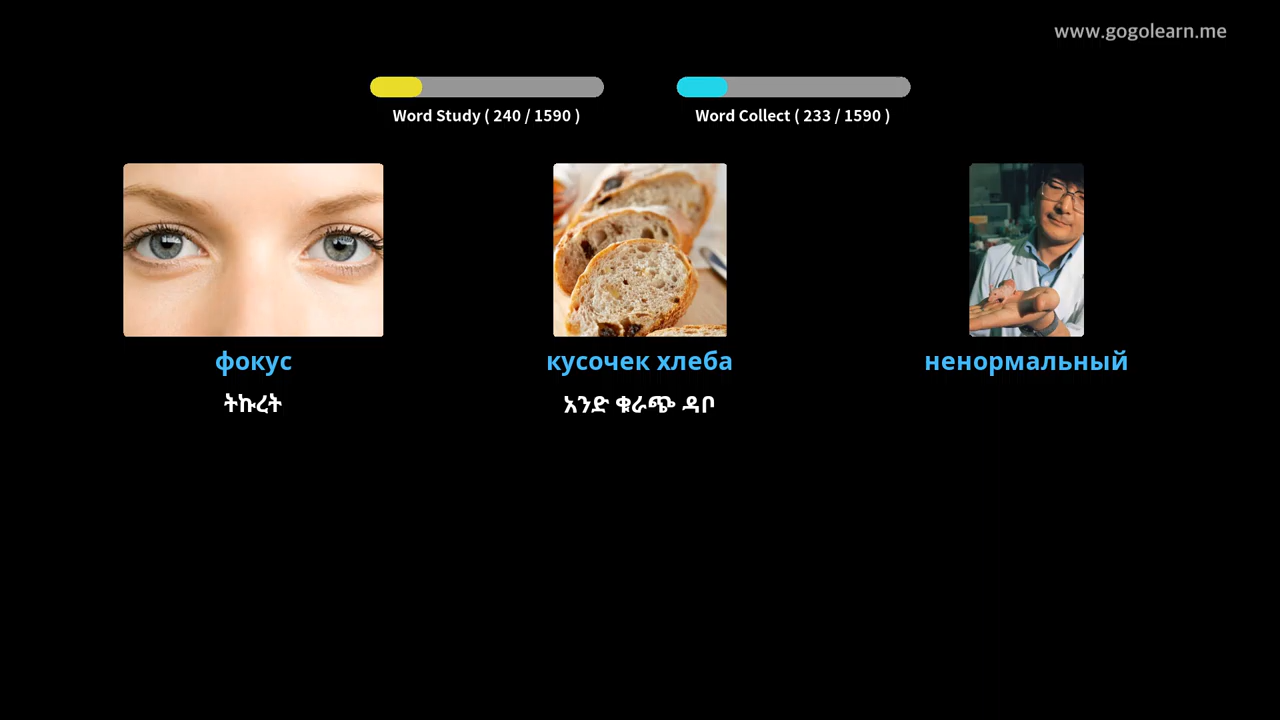 www.gogolearn.me
Word Study ( 240 / 1590 )
Word Collect ( 233 / 1590 )
фокус
кусочек хлеба
ненормальный
ትኩረት
አንድ ቁራጭ ዳቦ